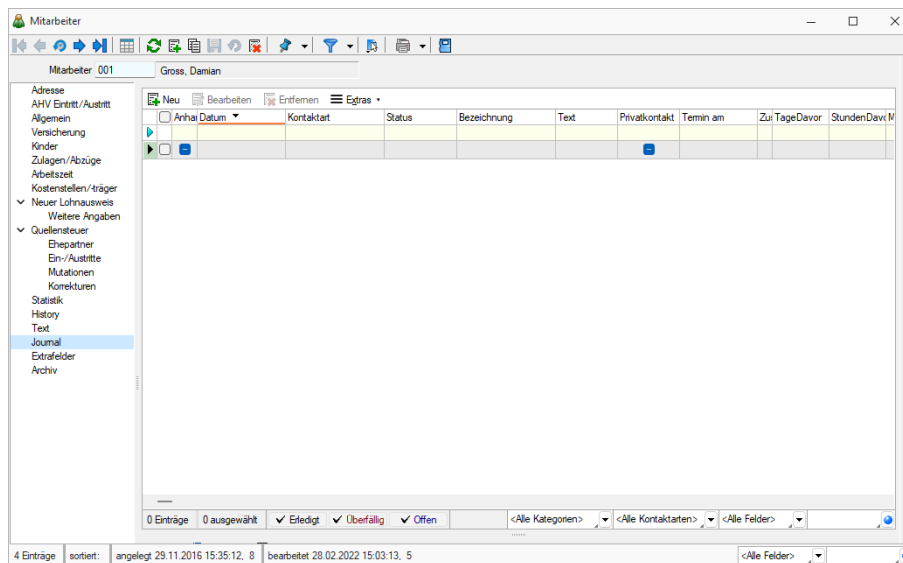 Mitarbeiter
Mitarbeiter 001 Gross, Damian
Adresse
AHV Eintritt/Austritt
Allgemein
Versicherung
Kinder
Zulagen/Abzüge
Arbeitszeit
Kostenstellen/-träger
Neuer Lohnausweis
Weitere Angaben
Quellensteuer
Ehepartner
Ein-/Austritte
Mutationen
Korrekturen
Statistik
History
Text
Journal
Extrafelder
Archiv
Neu Bearbeiten Entfernen Extras
Anha Datum Kontaktart Status Bezeichnung Text Privatkontakt Termin am Zu TageDavor StundenDavo M
0 Einträge 0 ausgewählt Erledigt Überfällig Offen <Alle Kategorien> <Alle Kontaktarten> <Alle Felder>
4 Einträge sortiert: angelegt 29.11.2016 15:35:12, 8 bearbeitet 28.02.2022 15:03:13, 5 <Alle Felder>